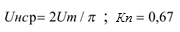 Uнср= 2Um / π ; Kп = 0,67